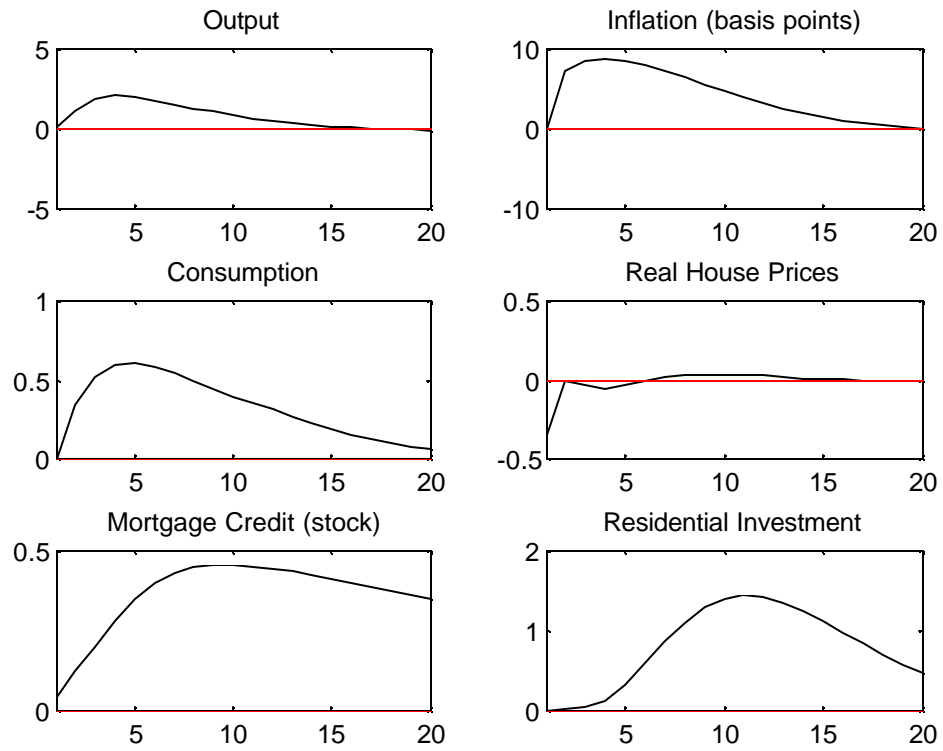 Output
5
0
-5
5 10 15 20
Inflation (basis points)
10
0
-10
5 10 15 20
Consumption
1
0.5
0
5 10 15 20
Real House Prices
0.5
0
-0.5
5 10 15 20
Mortgage Credit (stock)
0.5
0
5 10 15 20
Residential Investment
2
1
0
5 10 15 20